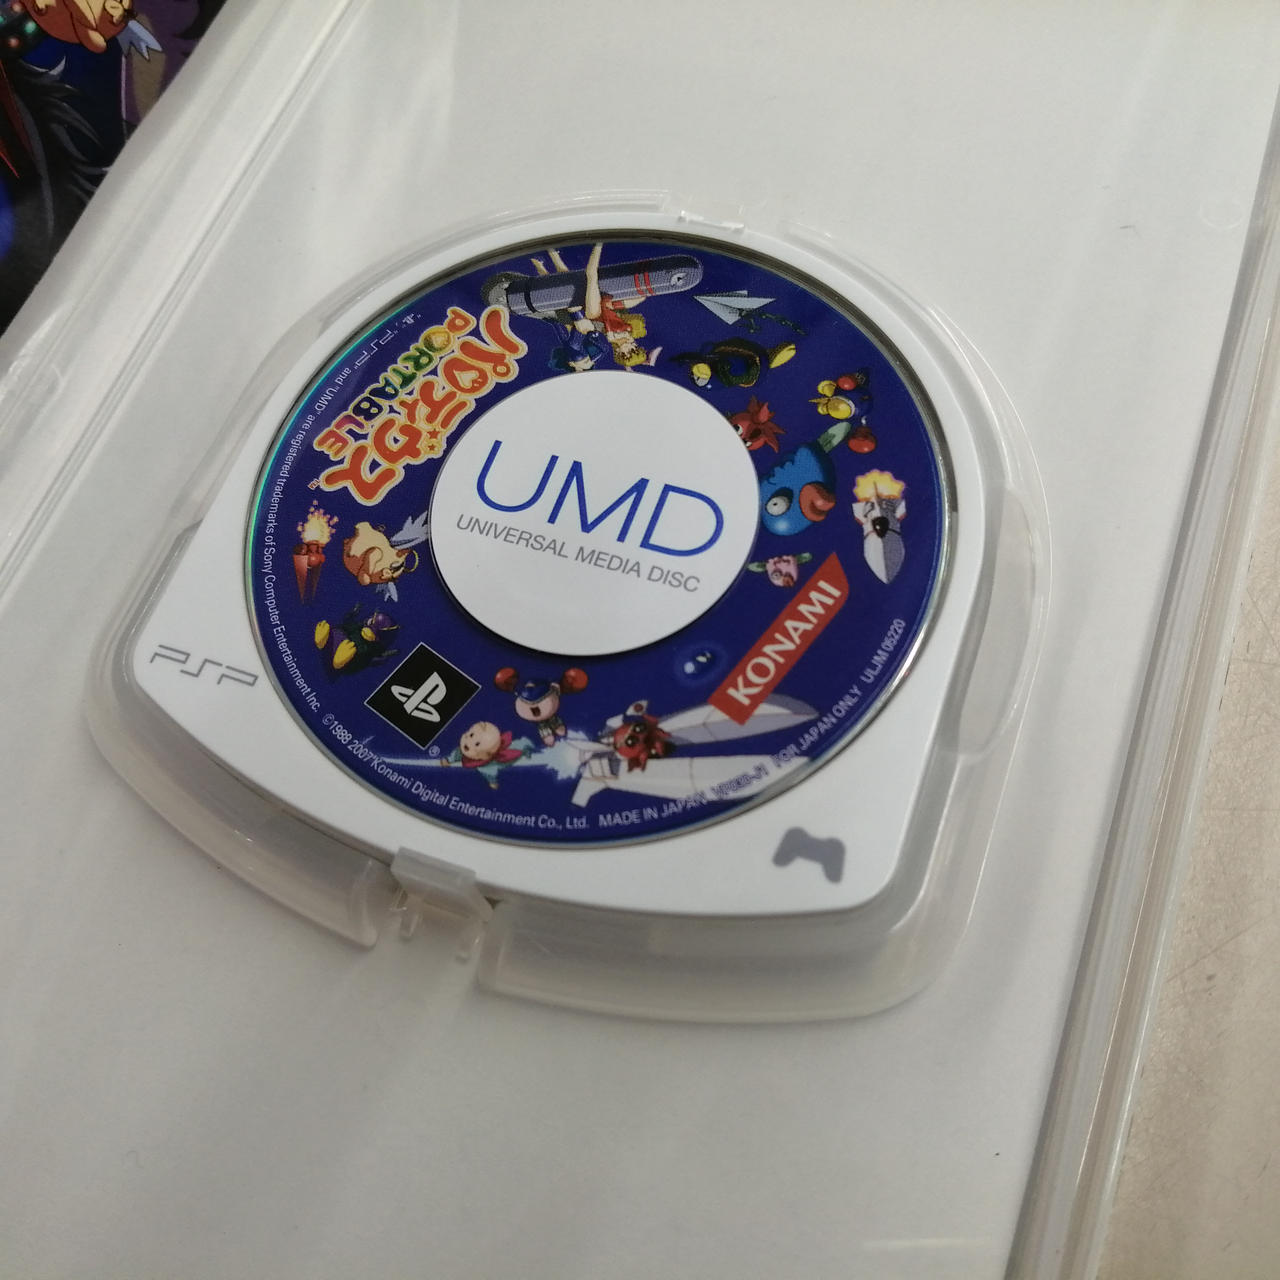 パロディウス
PORTABLE
TM
PSP
" and "UMD" are registered trademarks of Sony Computer Entertainment Inc. ©1988 2007 Konami Digital Entertainment Co., Ltd. MADE IN JAPAN FOR JAPAN ONLY ULJM 05220
UMD
UNIVERSAL MEDIA DISC
KONAMI
®
PSP